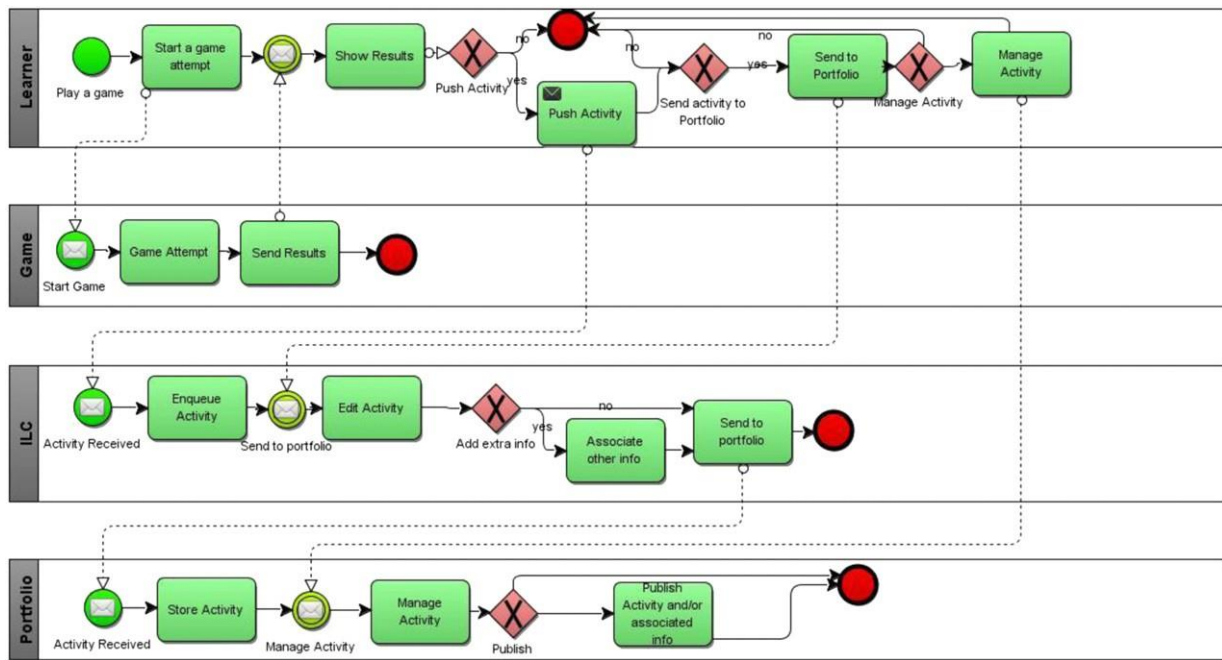 Learner
Play a game
Start a game
attempt
Show Results
Push Activity
no
yes
Push Activity
no
Send activity to
Portfolio
yes
Send to
Portfolio
no
Manage Activity
Manage
Activity
Game
Start Game
Game Attempt
Send Results
ILC
Activity Received
Enqueue
Activity
Send to portfolio
Edit Activity
Add extra info
no
yes
Associate
other info
Send to
portfolio
Portfolio
Activity Received
Store Activity
Manage Activity
Manage
Activity
Publish
Publish
Activity and/or
associated
info